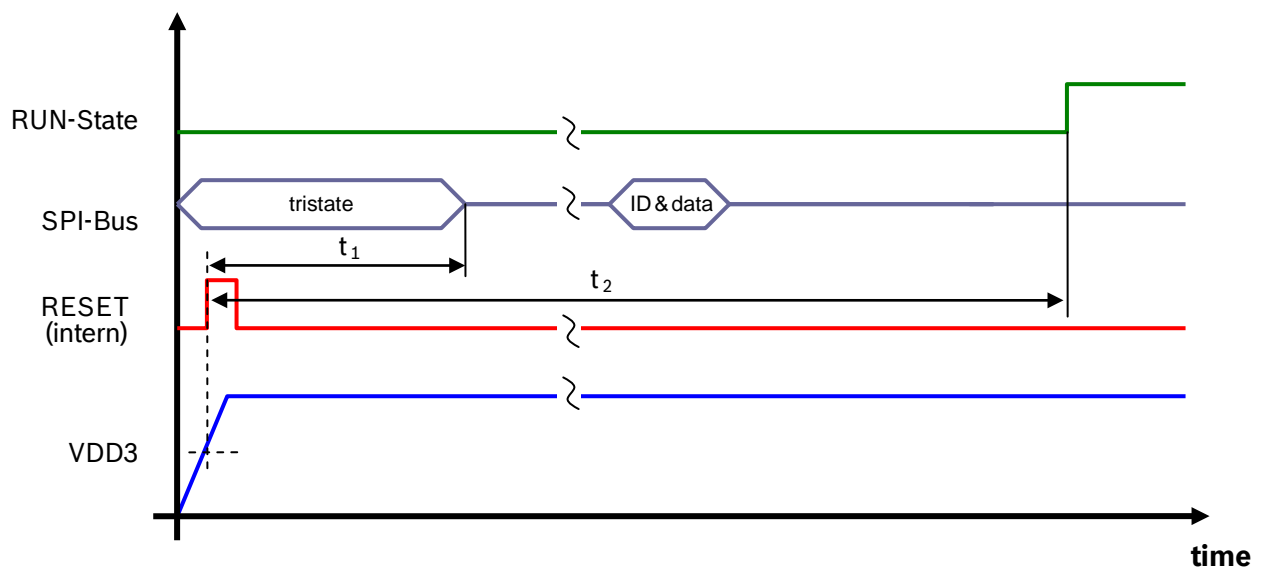 RUN-State
tristate
ID & data
SPI-Bus
t1
t2
RESET
(intern)
VDD3
time